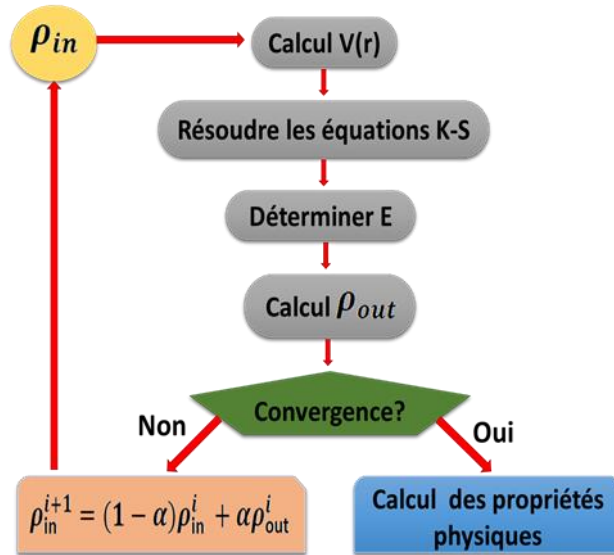 ρ_in
Calcul V(r)
Résoudre les équations K-S
Déterminer E
Calcul ρ_out
Convergence?
Non
Oui
ρ_in^{i+1} = (1 − α)ρ_in^i + αρ_out^i
Calcul des propriétés
physiques